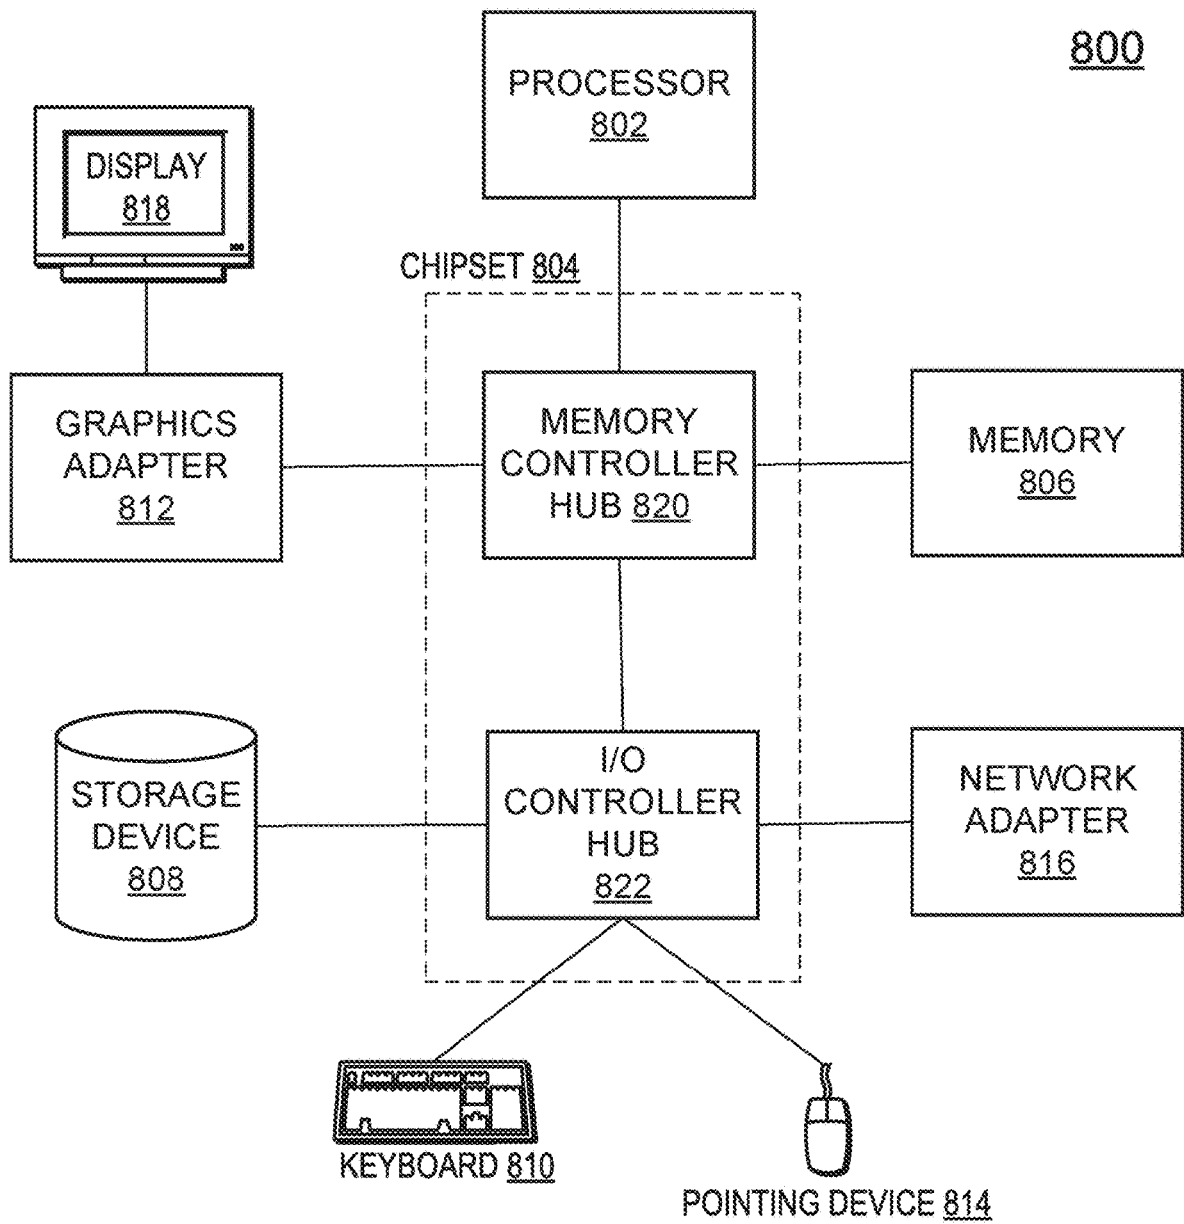 800
PROCESSOR
802
DISPLAY
818
CHIPSET 804
GRAPHICS
ADAPTER
812
MEMORY
CONTROLLER
HUB 820
MEMORY
806
STORAGE
DEVICE
808
I/O
CONTROLLER
HUB
822
NETWORK
ADAPTER
816
KEYBOARD 810
POINTING DEVICE 814